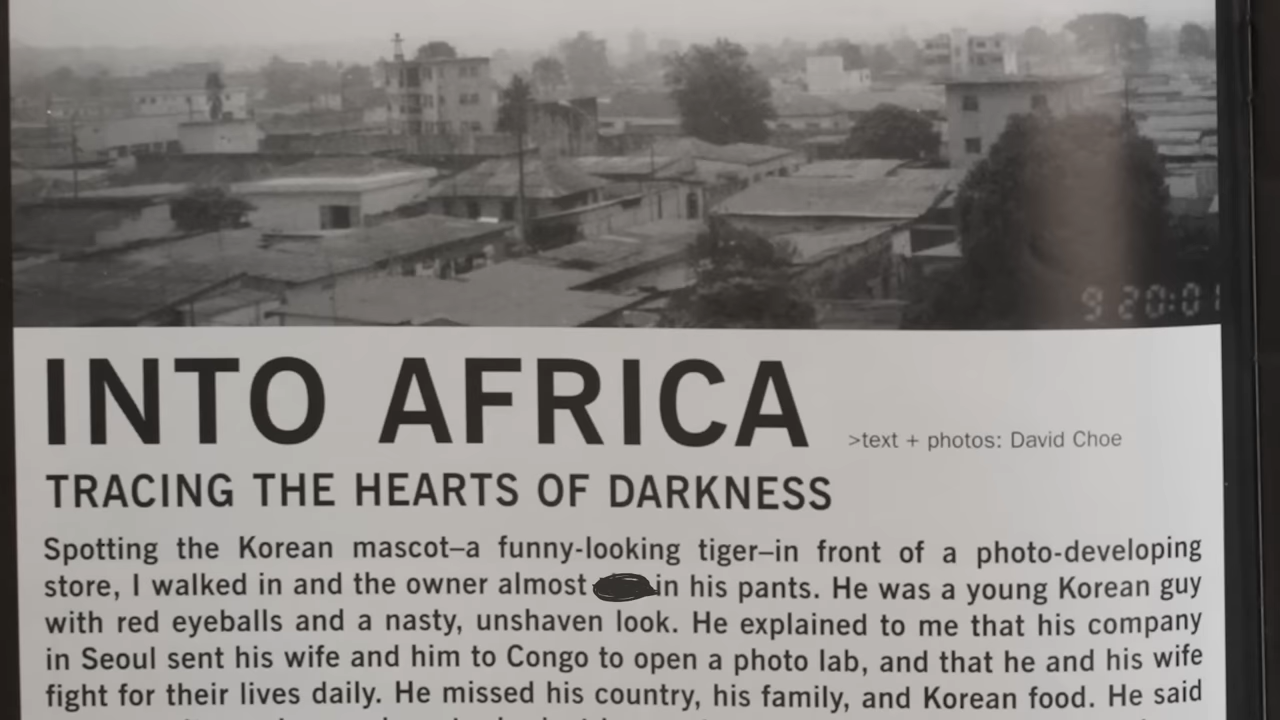 9 20:01
INTO AFRICA
>text + photos: David Choe
TRACING THE HEARTS OF DARKNESS
Spotting the Korean mascot–a funny-looking tiger–in front of a photo-developing
store, I walked in and the owner almost in his pants. He was a young Korean guy
with red eyeballs and a nasty, unshaven look. He explained to me that his company
in Seoul sent his wife and him to Congo to open a photo lab, and that he and his wife
fight for their lives daily. He missed his country, his family, and Korean food. He said